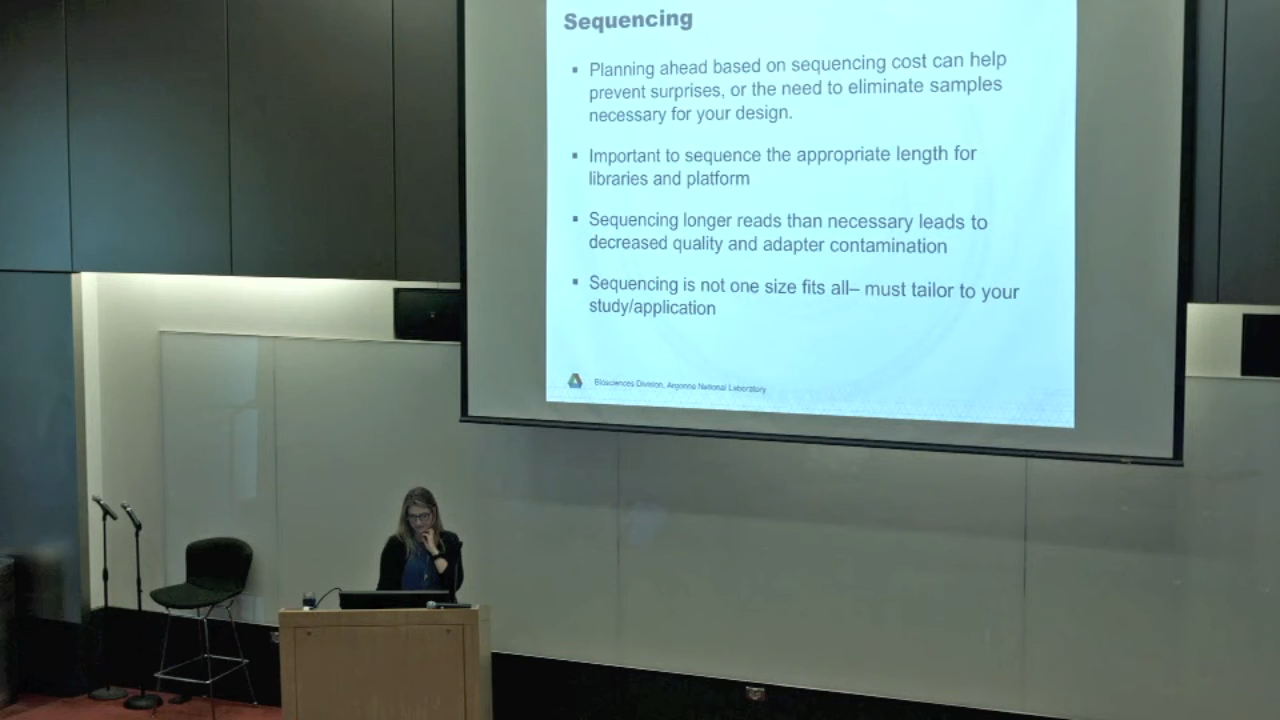 Sequencing
▪ Planning ahead based on sequencing cost can help
prevent surprises, or the need to eliminate samples
necessary for your design.
▪ Important to sequence the appropriate length for
libraries and platform
▪ Sequencing longer reads than necessary leads to
decreased quality and adapter contamination
▪ Sequencing is not one size fits all– must tailor to your
study/application
Biosciences Division, Argonne National Laboratory